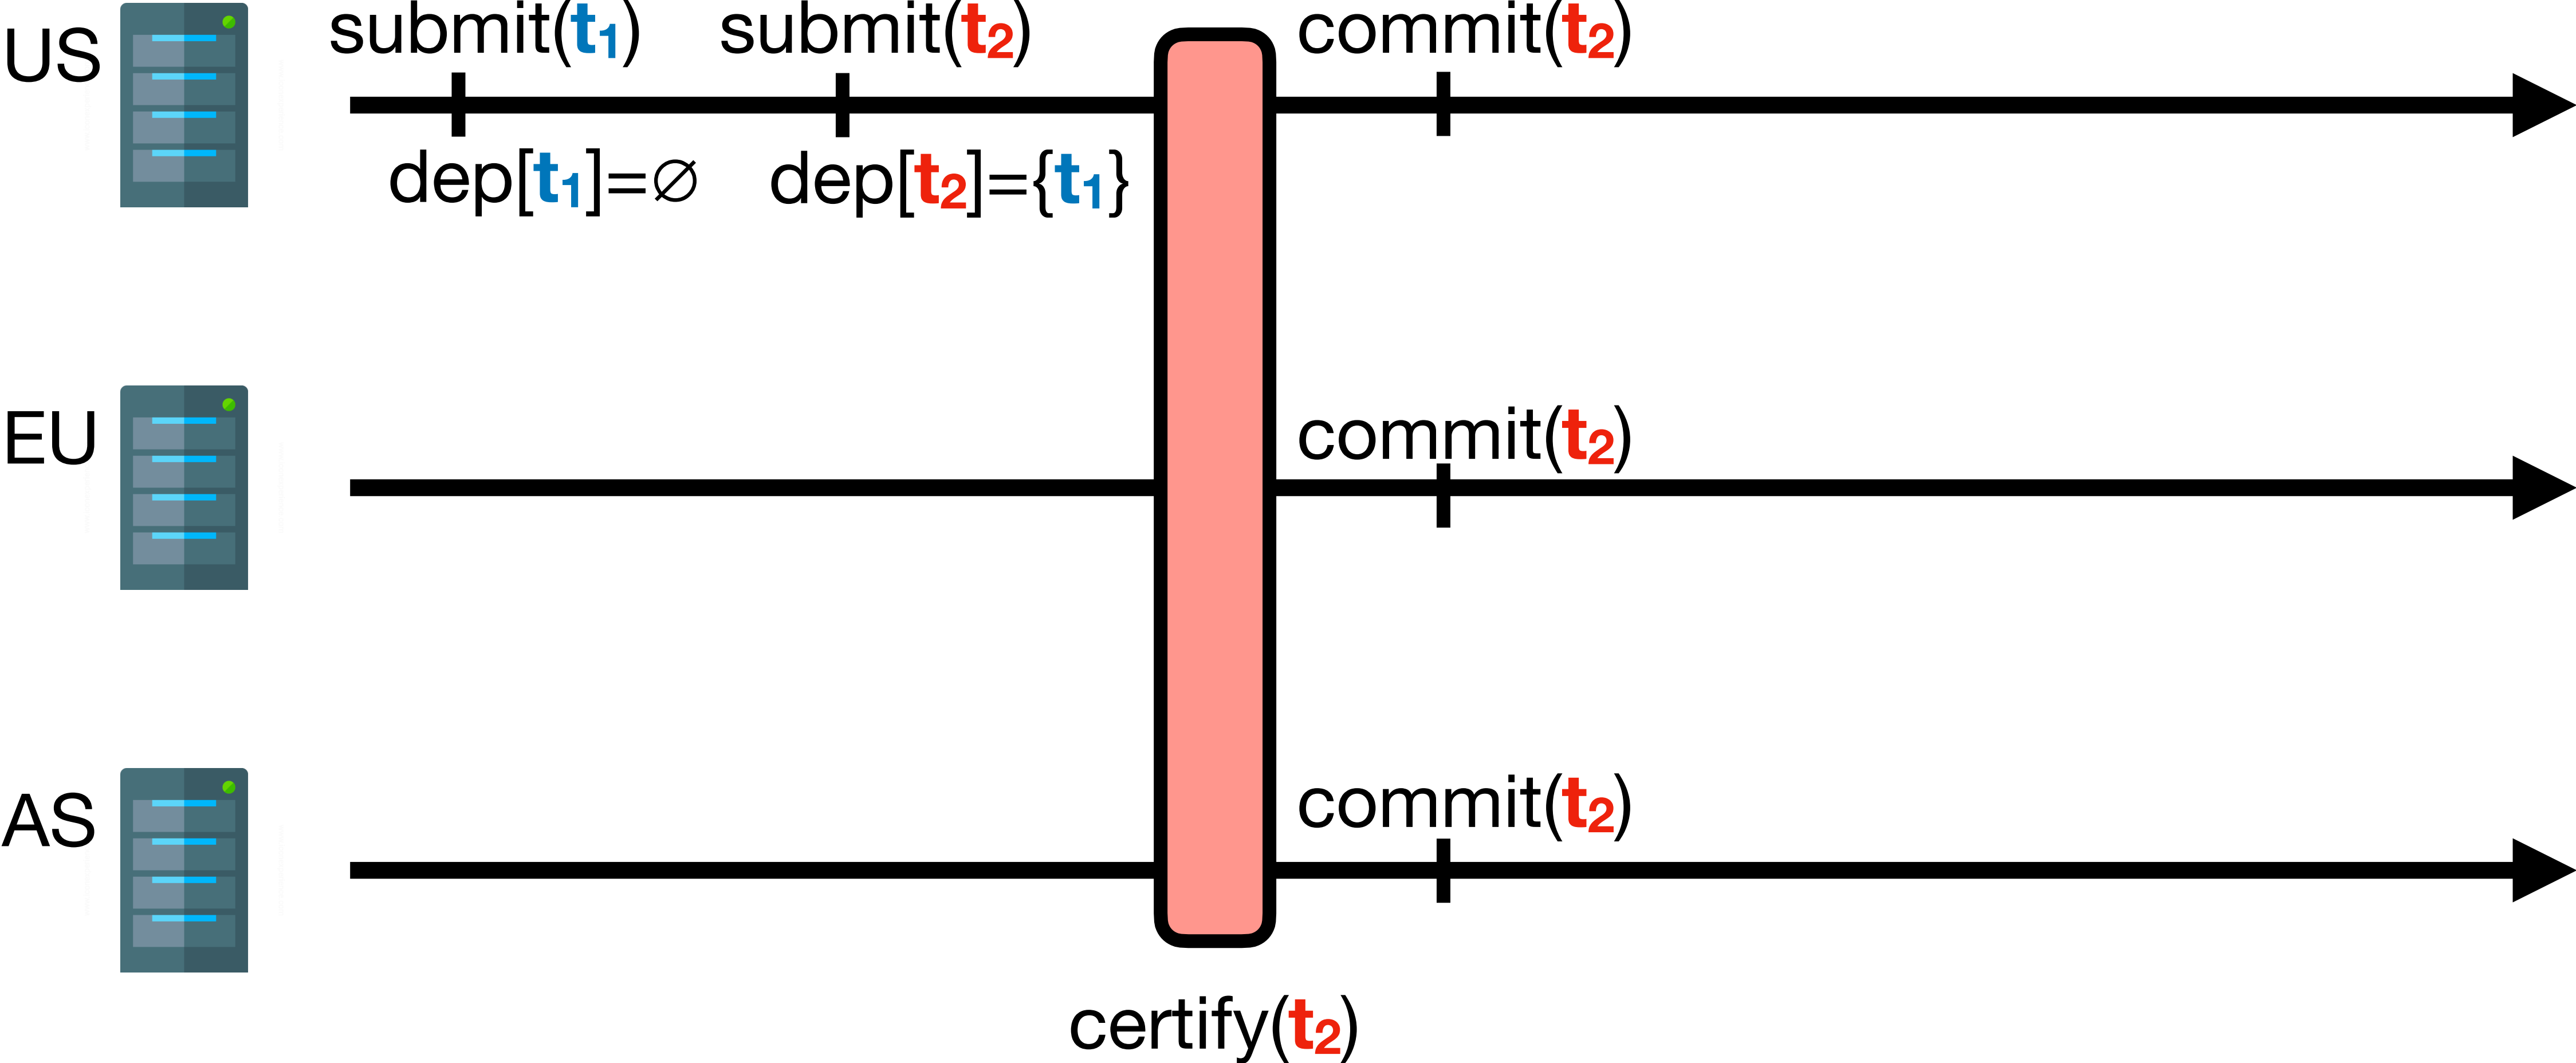 US
submit(t₁)
submit(t₂)
commit(t₂)
dep[t₁]=∅
dep[t₂]={t₁}
EU
commit(t₂)
AS
commit(t₂)
certify(t₂)